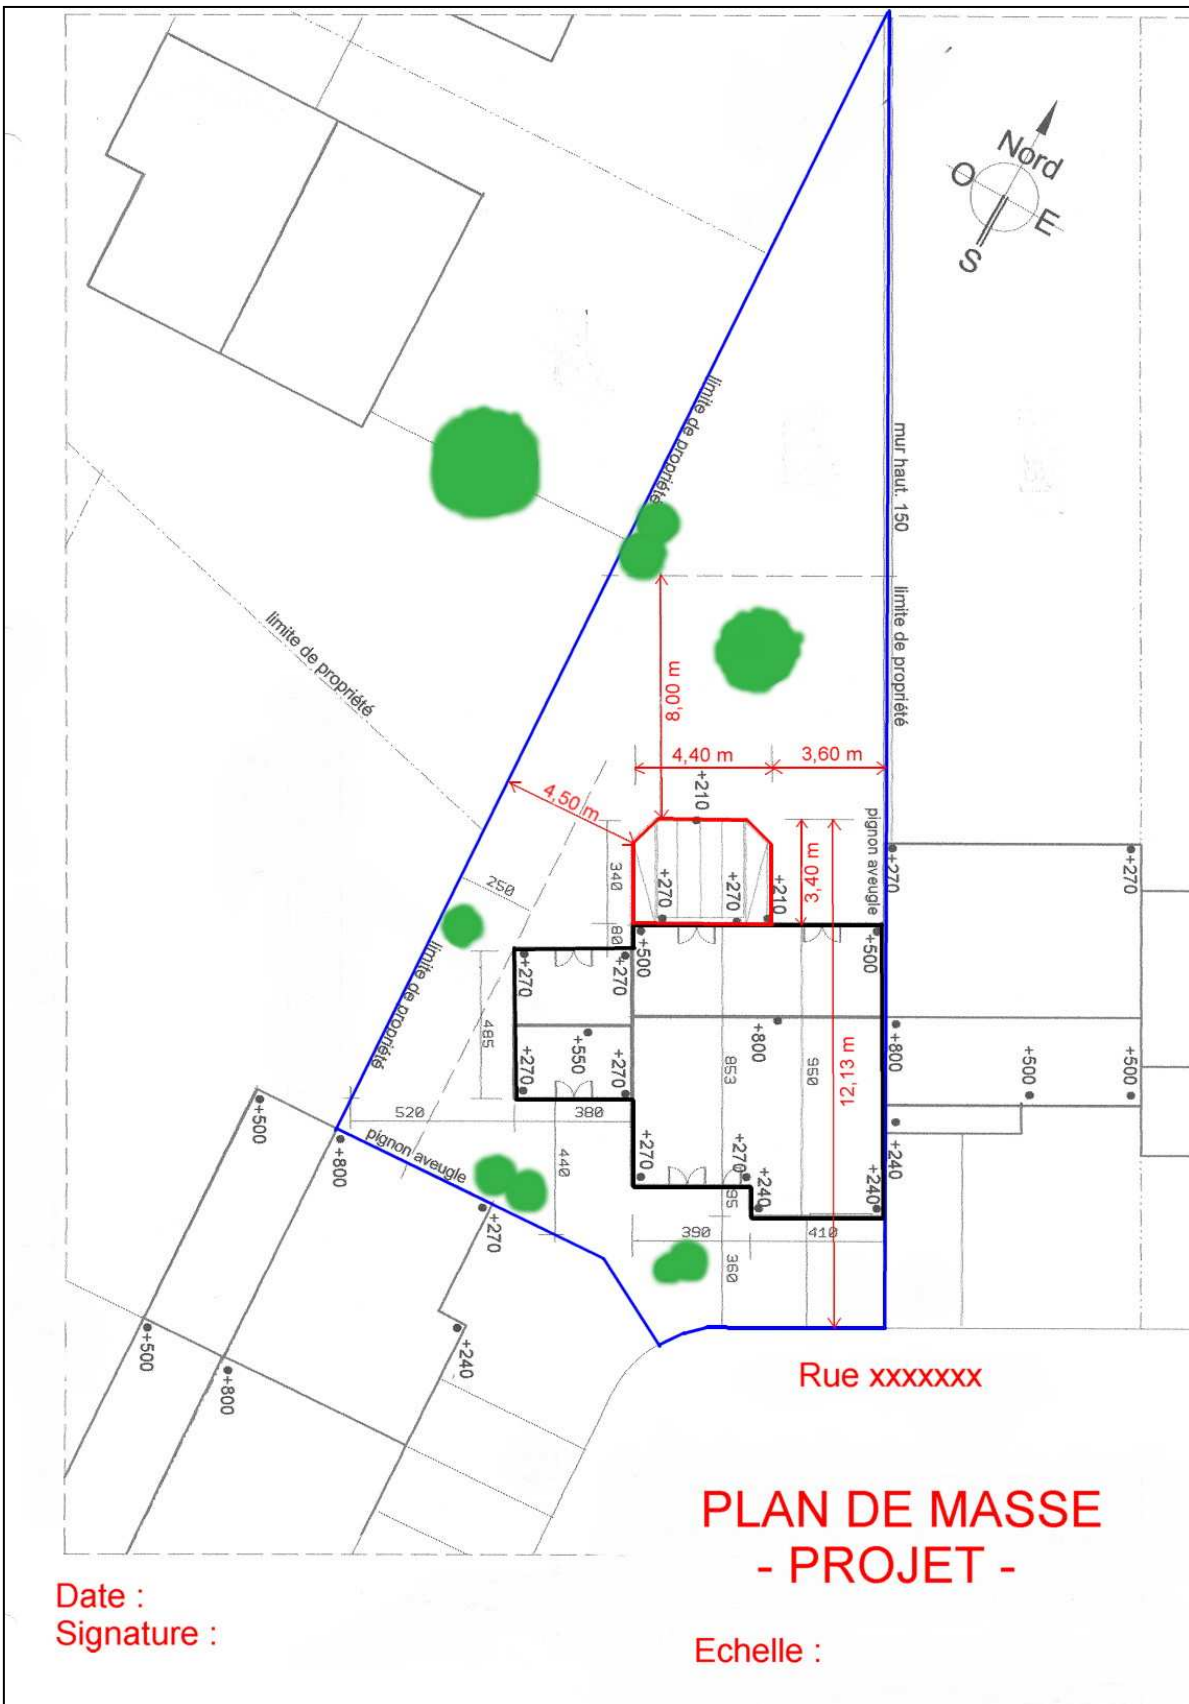 Nord
O
E
S
limite de propriété
mur haut. 150
limite de propriété
limite de propriété
8,00 m
4,40 m
3,60 m
+210
4,50 m
pignon aveugle
340
3,40 m
+270
+270
+210
+270
+270
250
80
+500
+500
limite de propriété
+270
+270
485
+550
+800
853
950
12,13 m
+800
+500
+500
+270
+270
+500
520
380
+800
pignon aveugle
440
+270
+270
95
+240
+240
+240
+270
390
410
360
+500
+800
+240
Rue xxxxxxx
PLAN DE MASSE
- PROJET -
Date :
Signature :
Echelle :